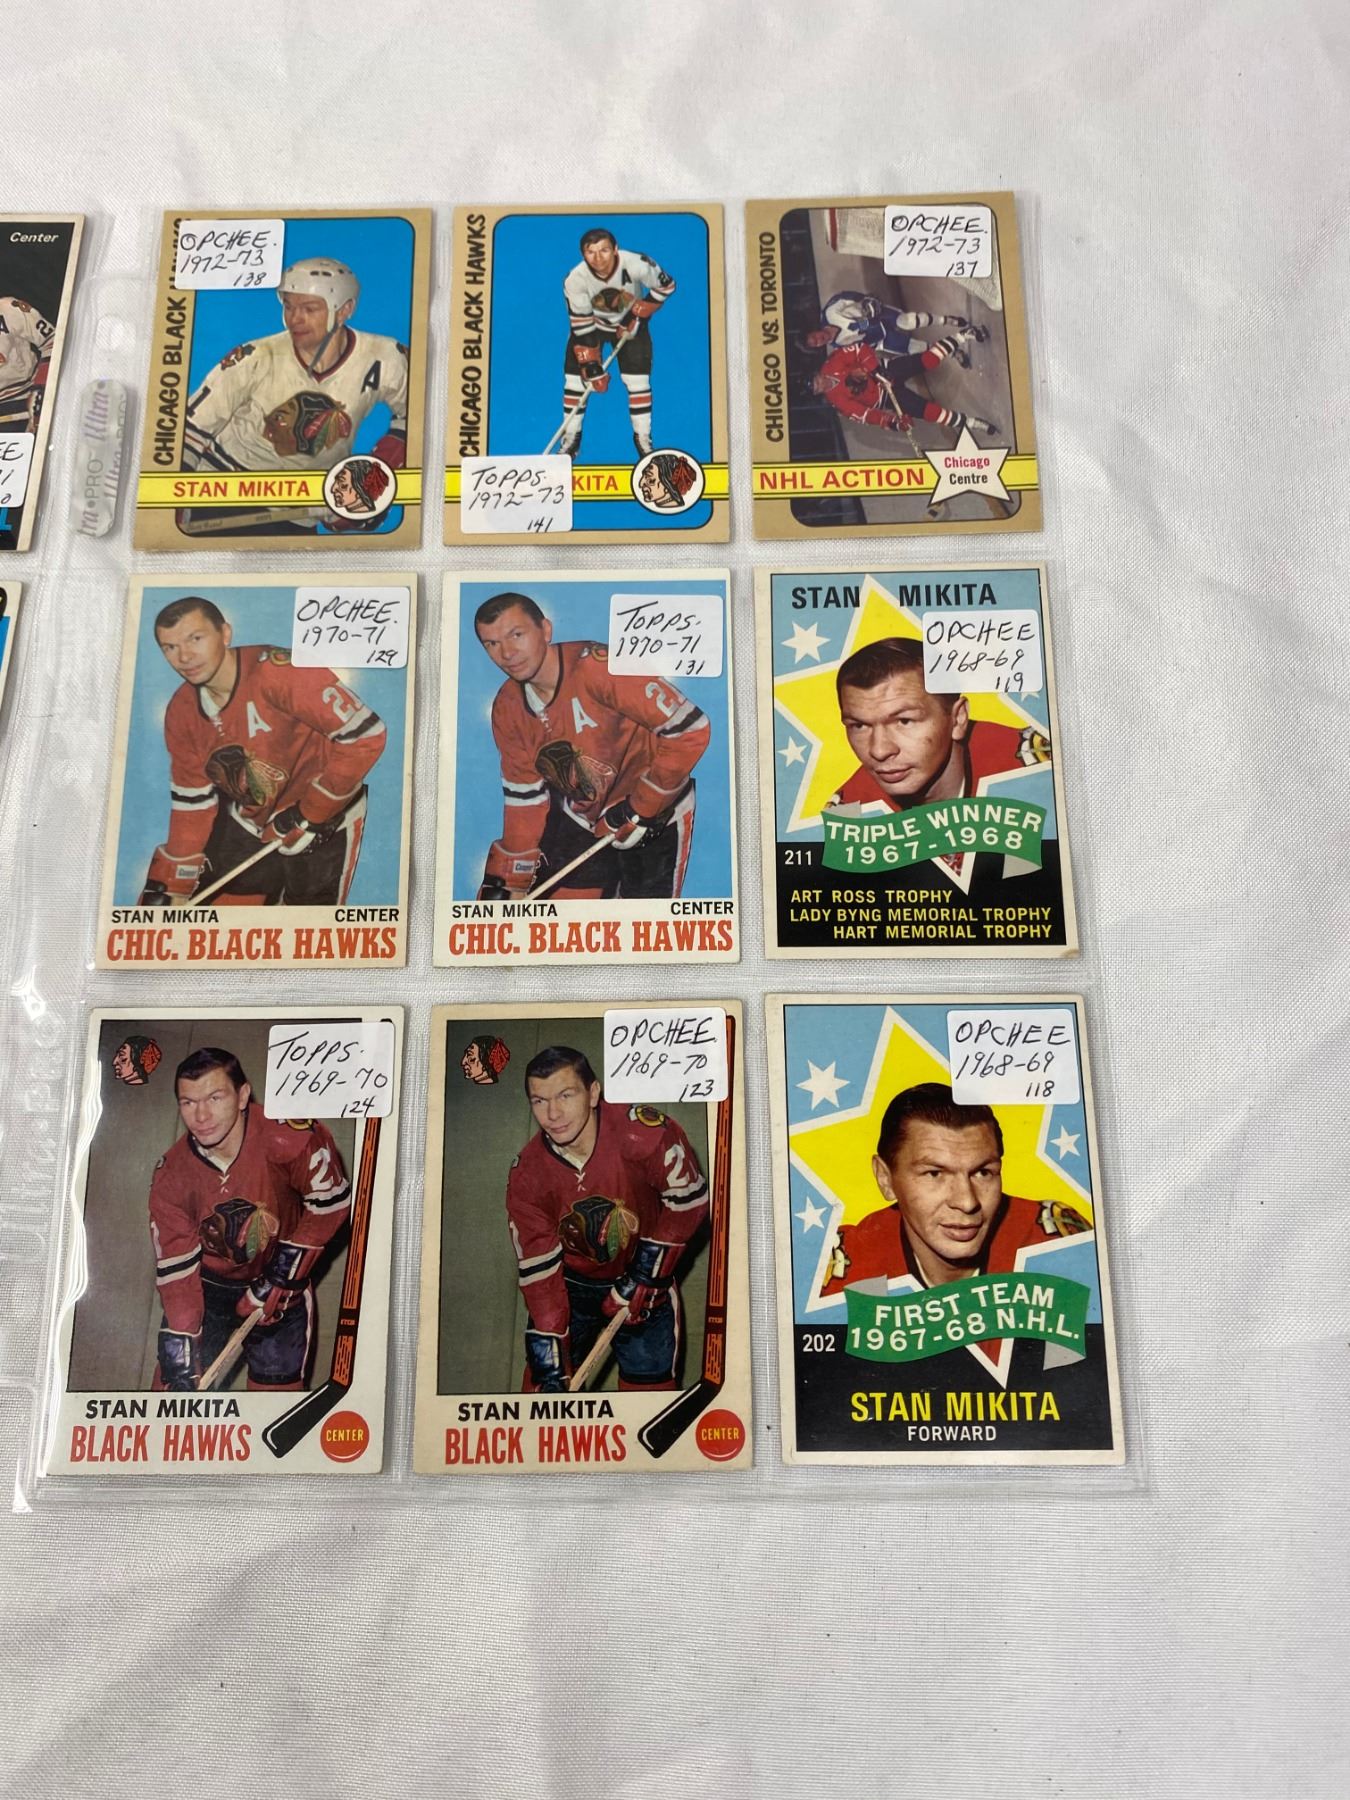 Center
OPCHEE.
1972-73
138
CHICAGO BLACK
STAN MIKITA
A
TOPPS.
1972-73
141
CHICAGO BLACK HAWKS
KITA
A
OPCHEE.
1972-73
137
CHICAGO VS. TORONTO
NHL ACTION
Chicago
Centre
PRO
Ultra
OPCHEE.
1970-71
129
A
21
STAN MIKITA CENTER
CHIC. BLACK HAWKS
TOPPS.
1970-71
131
A
STAN MIKITA CENTER
CHIC. BLACK HAWKS
STAN MIKITA
OPCHEE
1968-69
119
TRIPLE WINNER
1967-1968
211
ART ROSS TROPHY
LADY BYNG MEMORIAL TROPHY
HART MEMORIAL TROPHY
TOPPS.
1969-70
124
21
STAN MIKITA
BLACK HAWKS
CENTER
OPCHEE
1969-70
123
STAN MIKITA
BLACK HAWKS
CENTER
OPCHEE
1968-69
118
FIRST TEAM
1967-68 N.H.L.
202
STAN MIKITA
FORWARD